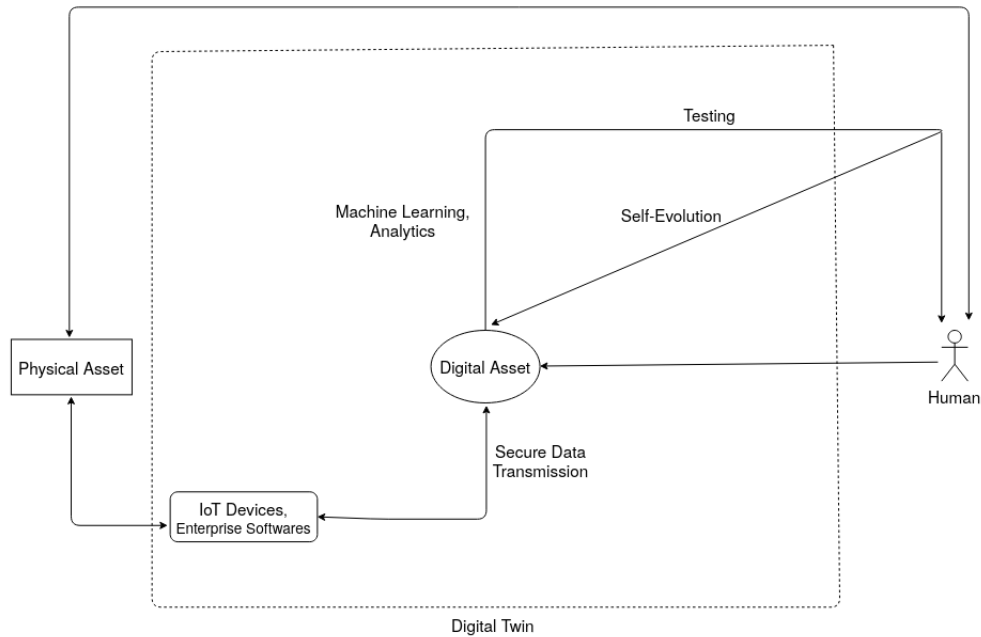 Testing
Machine Learning,
Analytics
Self-Evolution
Physical Asset
Digital Asset
Human
Secure Data
Transmission
IoT Devices,
Enterprise Softwares
Digital Twin